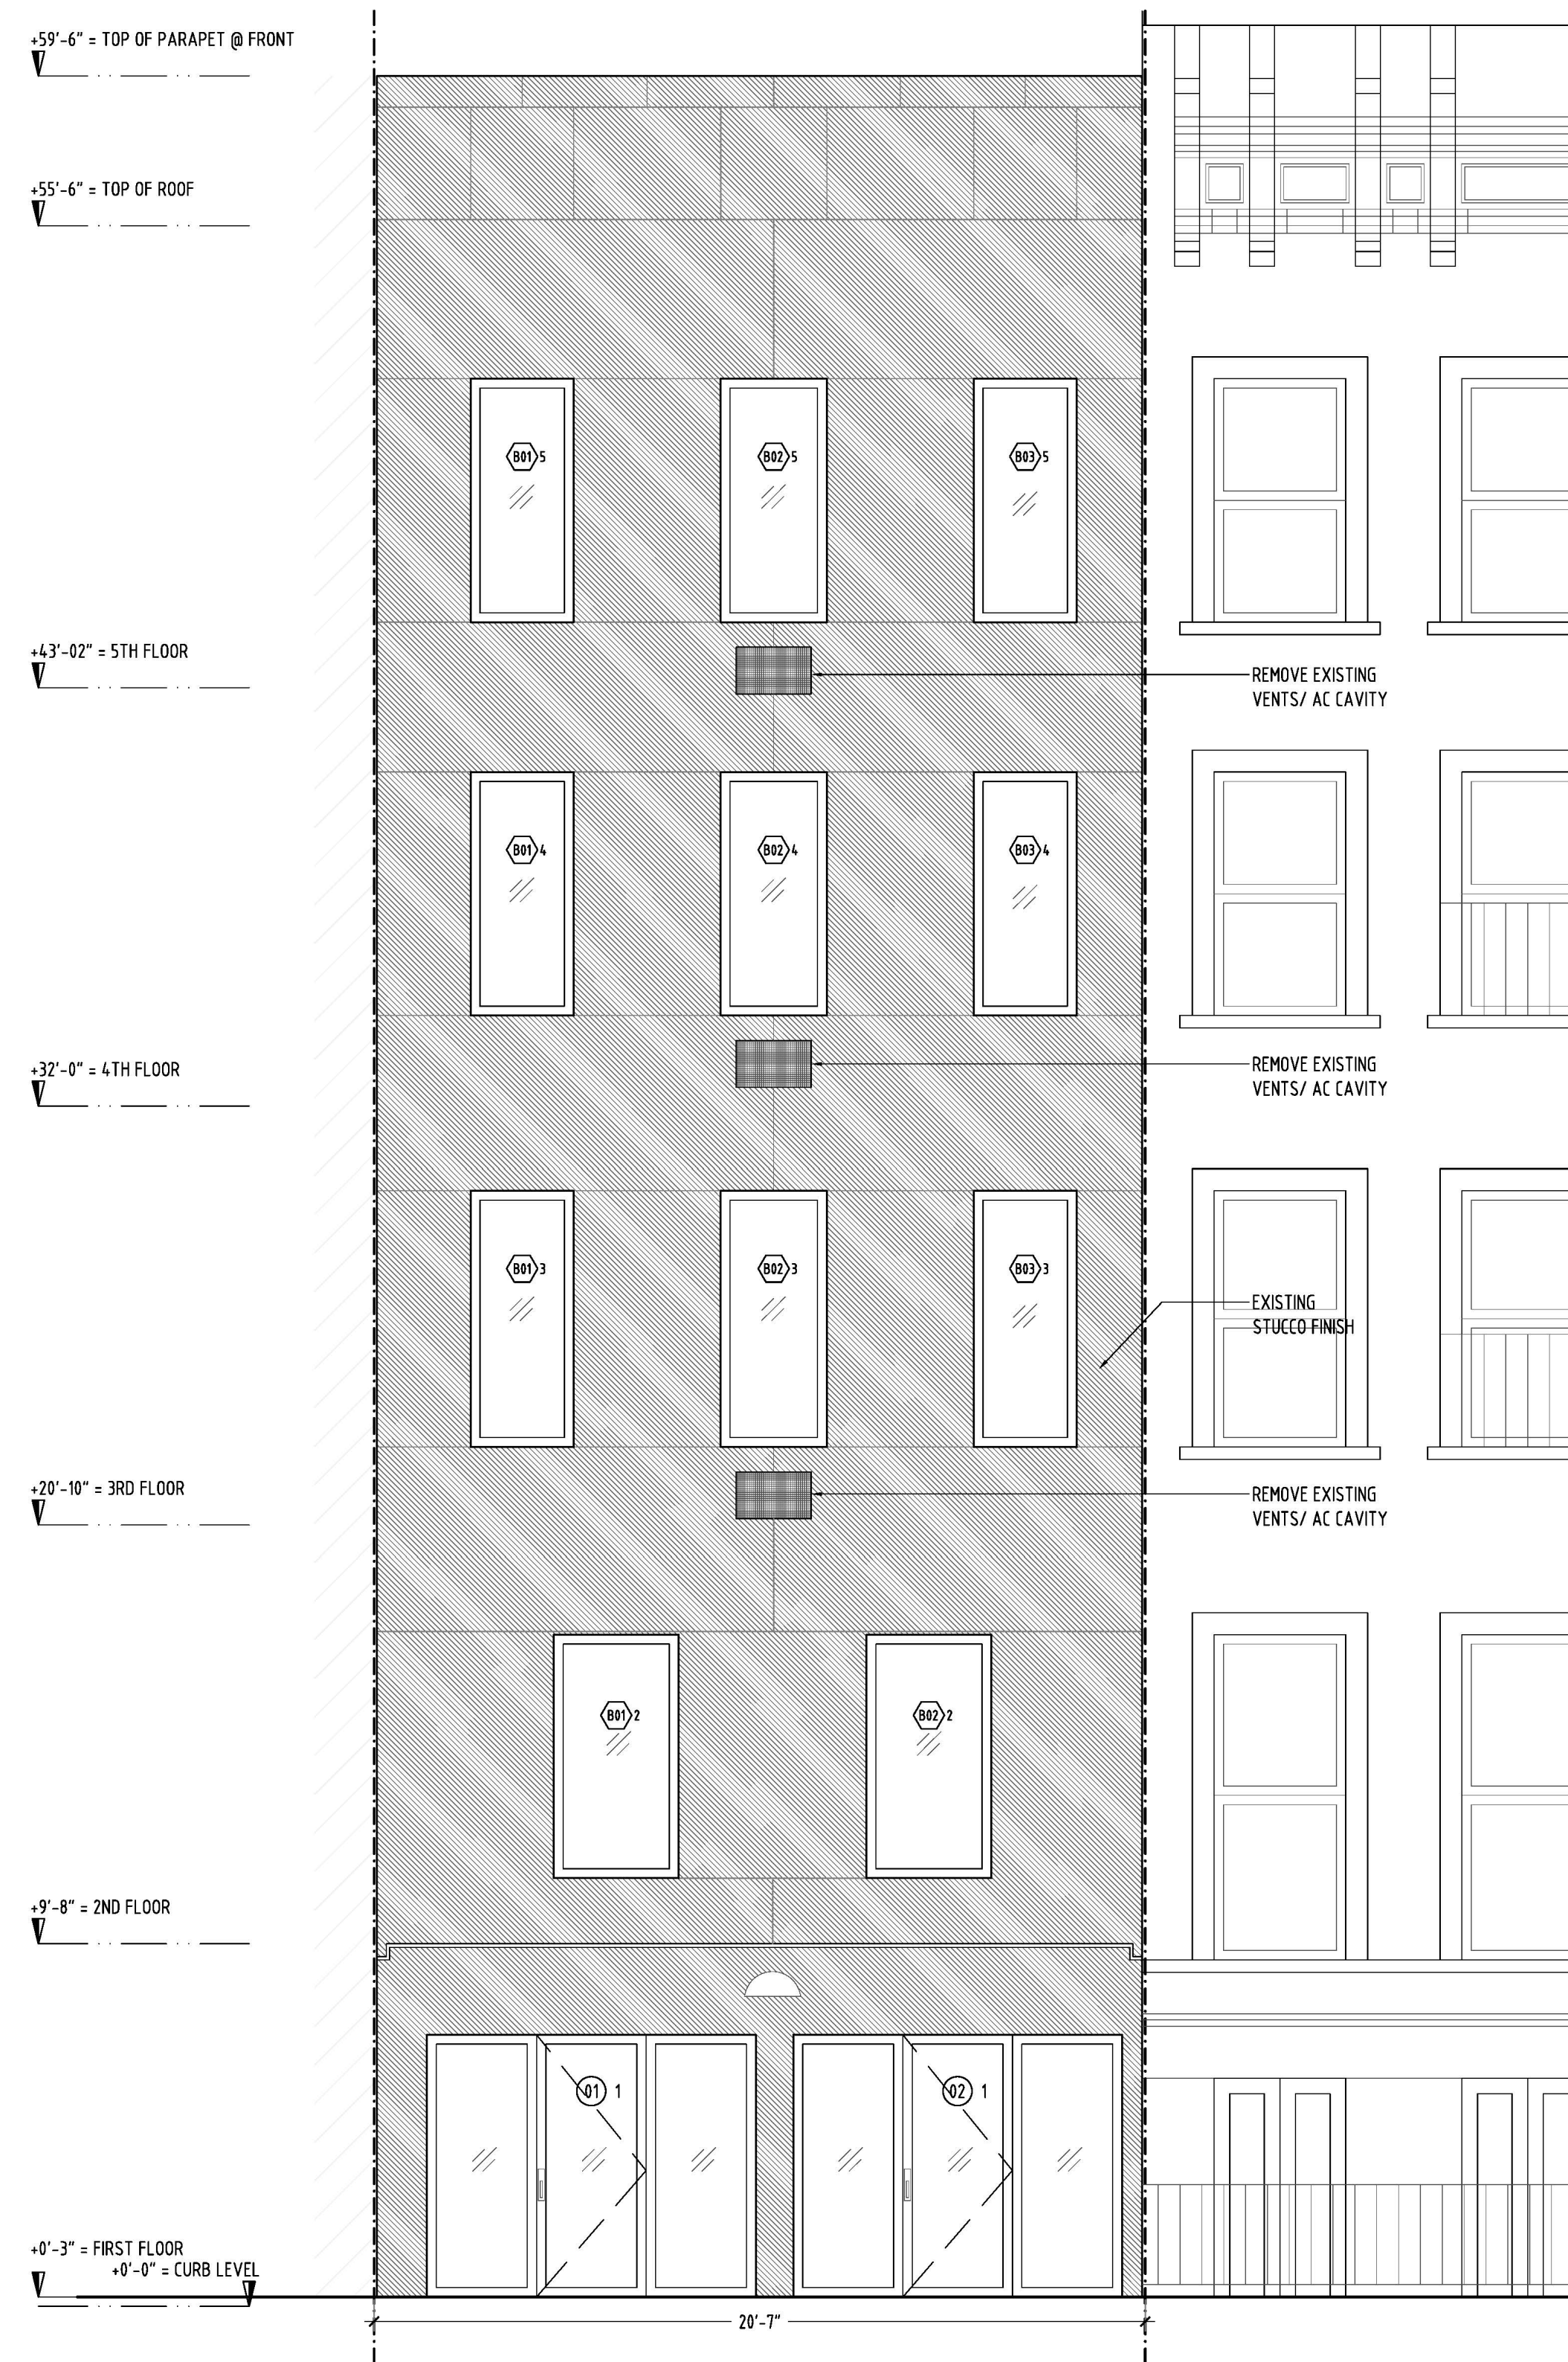 +59'-6" = TOP OF PARAPET @ FRONT
+55'-6" = TOP OF ROOF
B01 5
B02 5
B03 5
+43'-02" = 5TH FLOOR
REMOVE EXISTING
VENTS/ AC CAVITY
B01 4
B02 4
B03 4
+32'-0" = 4TH FLOOR
REMOVE EXISTING
VENTS/ AC CAVITY
B01 3
B02 3
B03 3
EXISTING
STUCCO FINISH
+20'-10" = 3RD FLOOR
REMOVE EXISTING
VENTS/ AC CAVITY
B01 2
B02 2
+9'-8" = 2ND FLOOR
01 1
02 1
+0'-3" = FIRST FLOOR
+0'-0" = CURB LEVEL
20'-7"